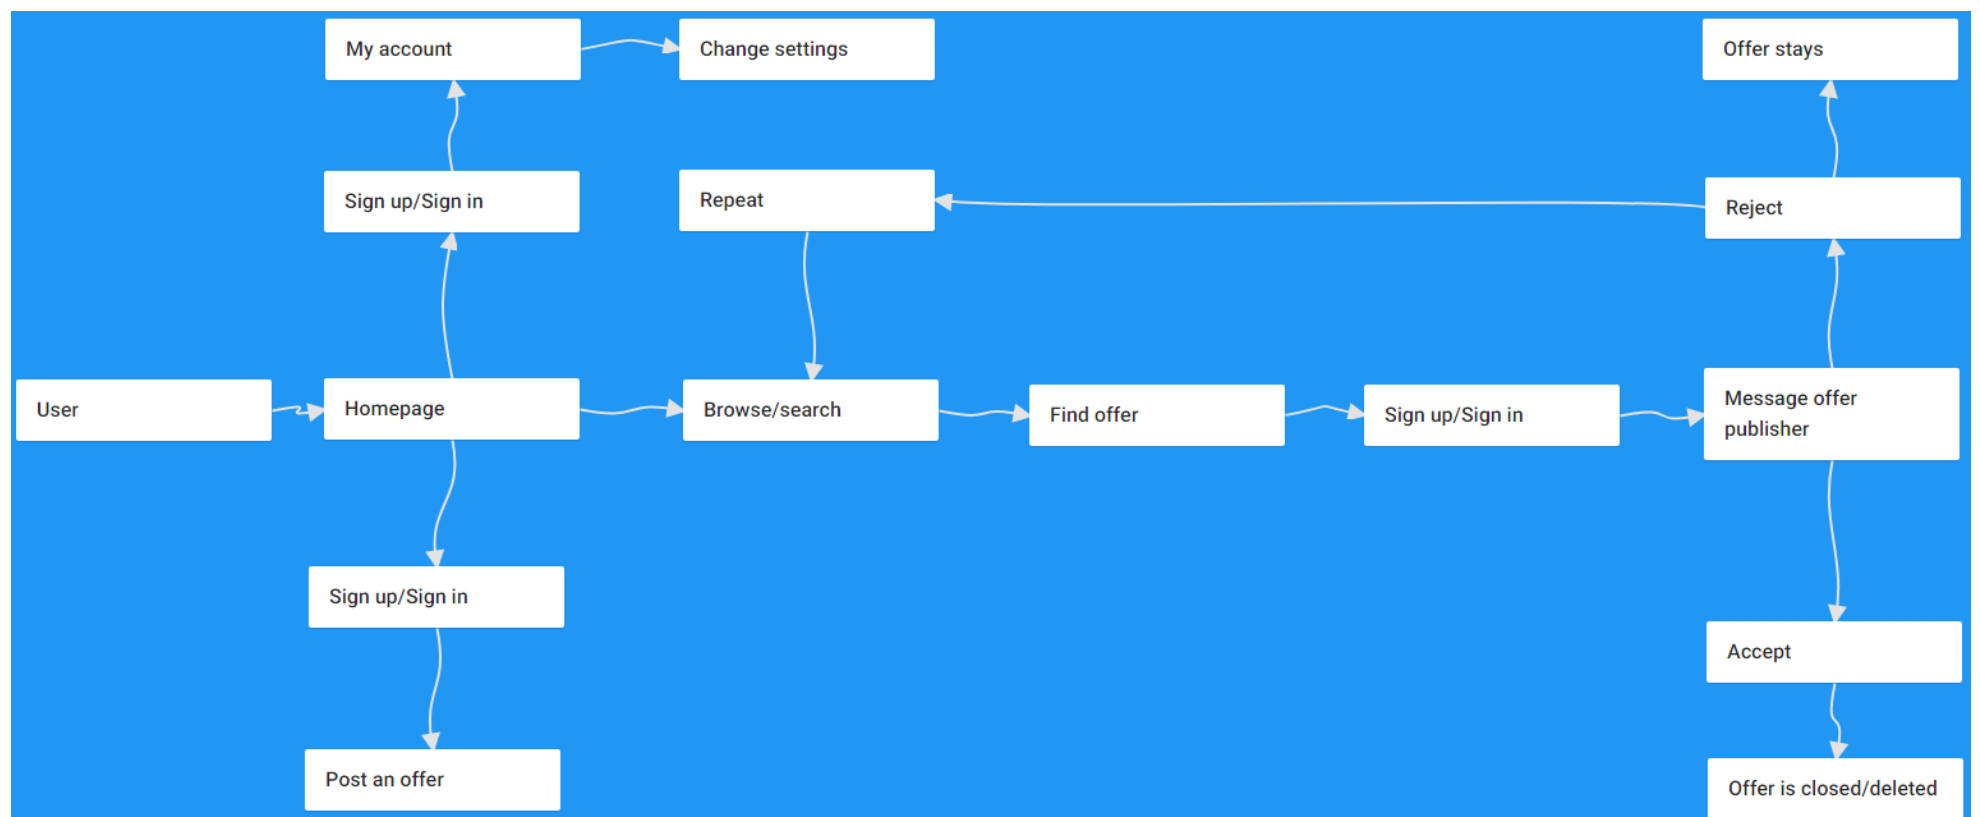 My account
Change settings
Offer stays
Sign up/Sign in
Repeat
Reject
User
Homepage
Browse/search
Find offer
Sign up/Sign in
Message offer
publisher
Sign up/Sign in
Accept
Post an offer
Offer is closed/deleted